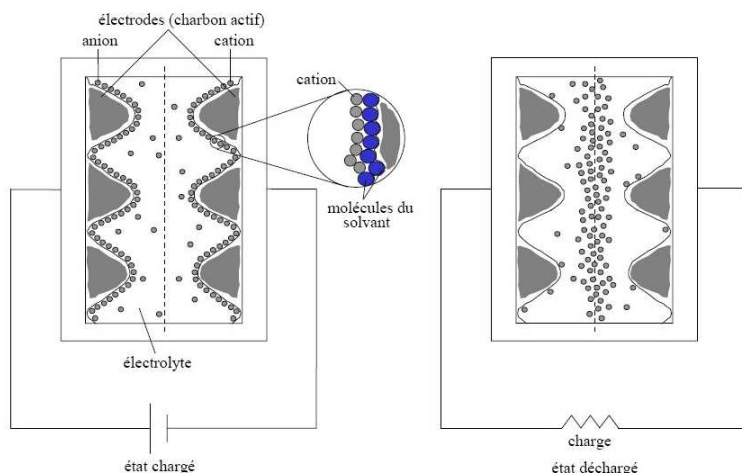 électrodes (charbon actif)
anion
cation
cation
molécules du
solvant
électrolyte
état chargé
charge
état déchargé